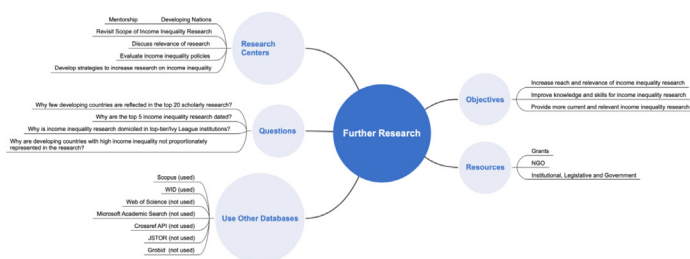 Mentorship Developing Nations
Revisit Scope of Income Inequality Research
Discuss relevance of research
Evaluate income inequality policies
Develop strategies to increase research on income inequality
Research
Centers
Why few developing countries are reflected in the top 20 scholarly research?
Why are the top 5 income inequality research dated?
Why is income inequality research domiciled in top-tier/Ivy League institutions?
Why are developing countries with high income inequality not proportionately
represented in the research?
Questions
Scopus (used)
WID (used)
Web of Science (not used)
Microsoft Academic Search (not used)
Crossref API (not used)
JSTOR (not used)
Grobid (not used)
Use Other Databases
Further Research
Objectives
Increase reach and relevance of income inequality research
Improve knowledge and skills for income inequality research
Provide more current and relevant income inequality research
Resources
Grants
NGO
Institutional, Legislative and Government